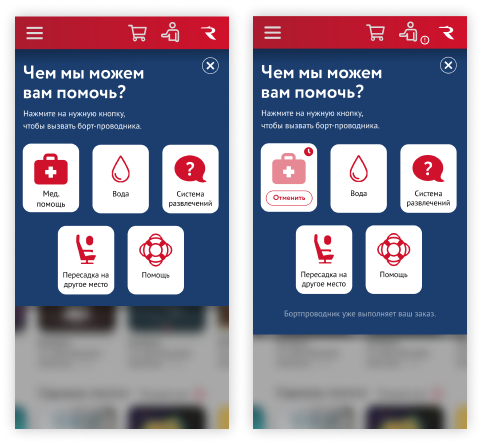 Чем мы можем
вам помочь?
Нажмите на нужную кнопку,
чтобы вызвать борт-проводника.
Мед.
помощь
Вода
Система
развлечений
Пересадка на
другое место
Помощь
Чем мы можем
вам помочь?
Нажмите на нужную кнопку,
чтобы вызвать борт-проводника.
Отменить
Вода
Система
развлечений
Пересадка на
другое место
Помощь
Бортпроводник уже выполняет ваш заказ.